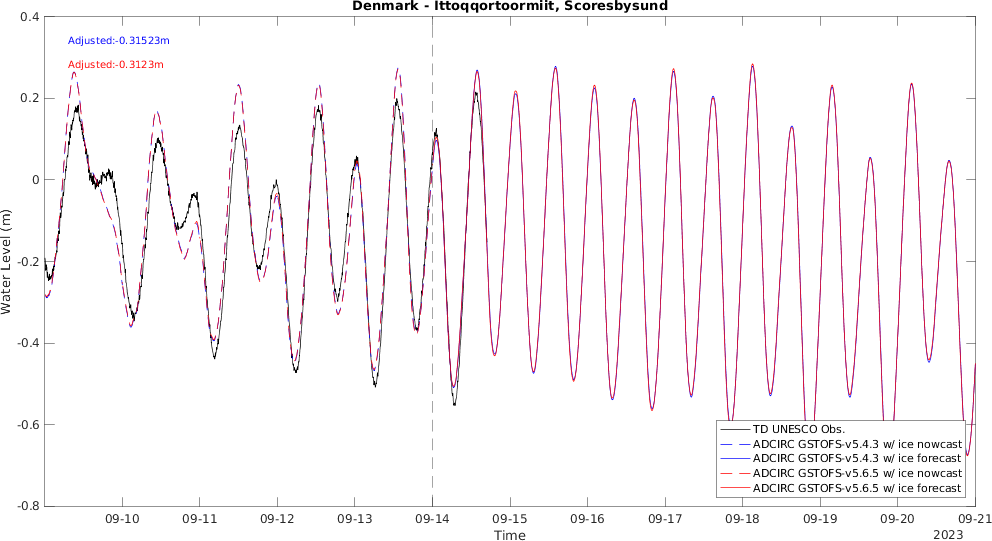 Denmark - Ittoqqortoormiit, Scoresbysund
Adjusted:-0.31523m
Adjusted:-0.3123m
0.4
0.2
0
-0.2
-0.4
-0.6
-0.8
Water Level (m)
TD UNESCO Obs.
ADCIRC GSTOFS-v5.4.3 w/ ice nowcast
ADCIRC GSTOFS-v5.4.3 w/ ice forecast
ADCIRC GSTOFS-v5.6.5 w/ ice nowcast
ADCIRC GSTOFS-v5.6.5 w/ ice forecast
09-10 09-11 09-12 09-13 09-14 09-15 09-16 09-17 09-18 09-19 09-20 09-21
Time
2023